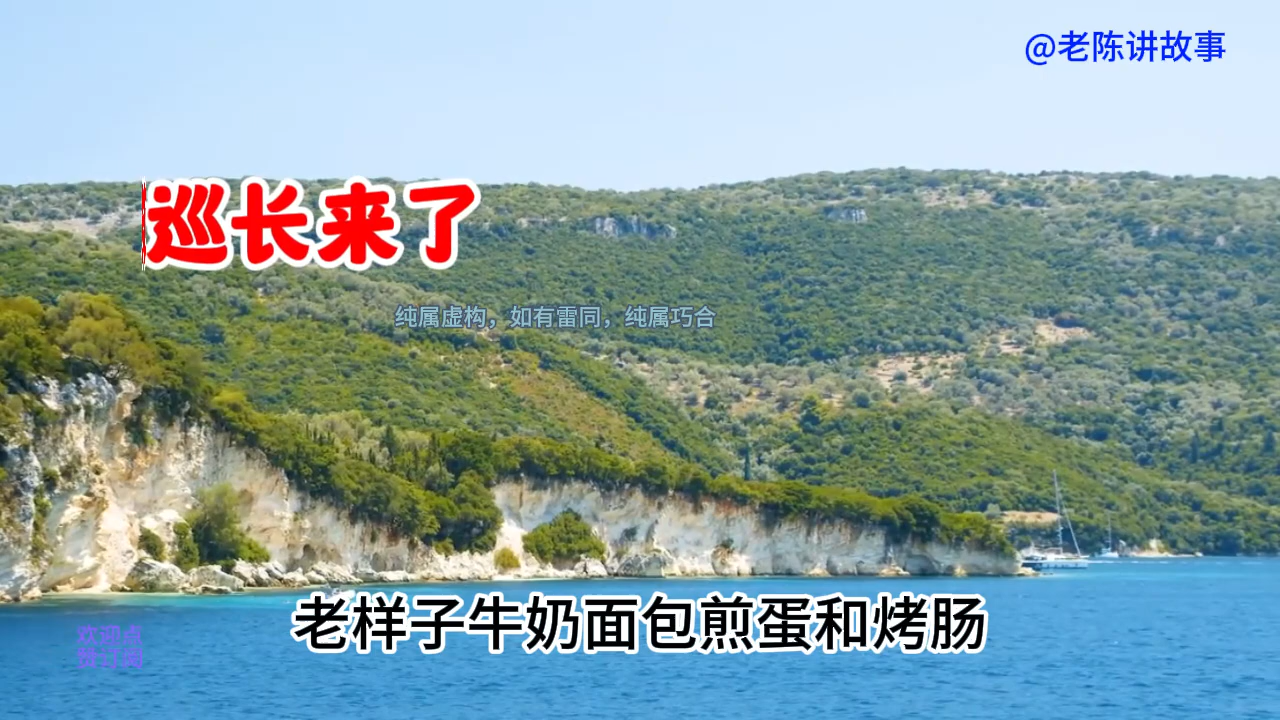 @老陈讲故事
巡长来了
纯属虚构，如有雷同，纯属巧合
老样子牛奶面包煎蛋和烤肠
欢迎点
赞订阅